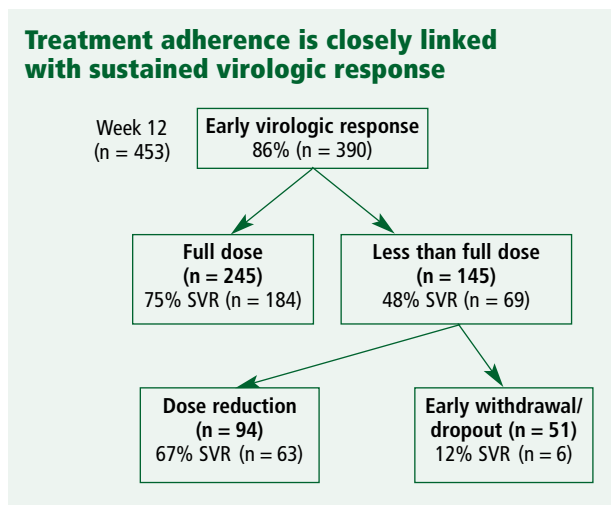 Treatment adherence is closely linked
with sustained virologic response
Week 12
(n = 453)
Early virologic response
86% (n = 390)
Full dose
(n = 245)
75% SVR (n = 184)
Less than full dose
(n = 145)
48% SVR (n = 69)
Dose reduction
(n = 94)
67% SVR (n = 63)
Early withdrawal/
dropout (n = 51)
12% SVR (n = 6)